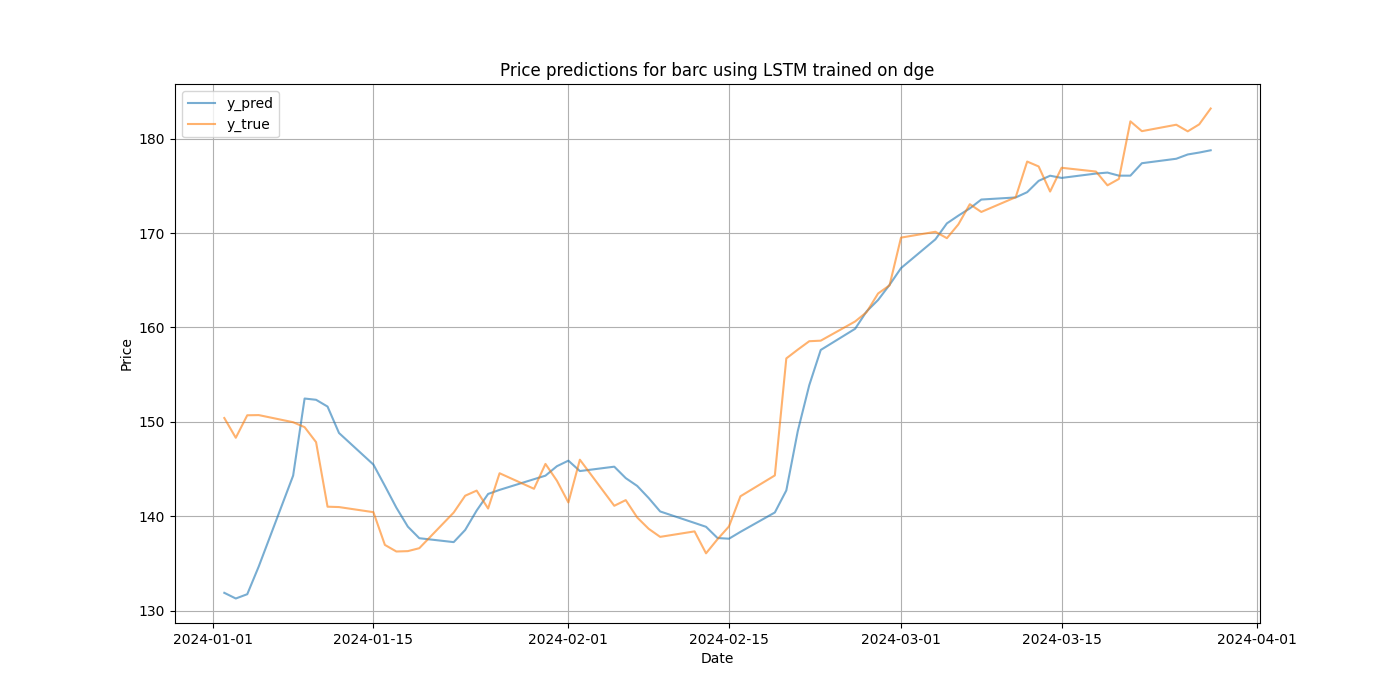 Price predictions for barc using LSTM trained on dge
y_pred
y_true
180
170
160
150
140
130
Price
2024-01-01
2024-01-15
2024-02-01
2024-02-15
2024-03-01
2024-03-15
2024-04-01
Date